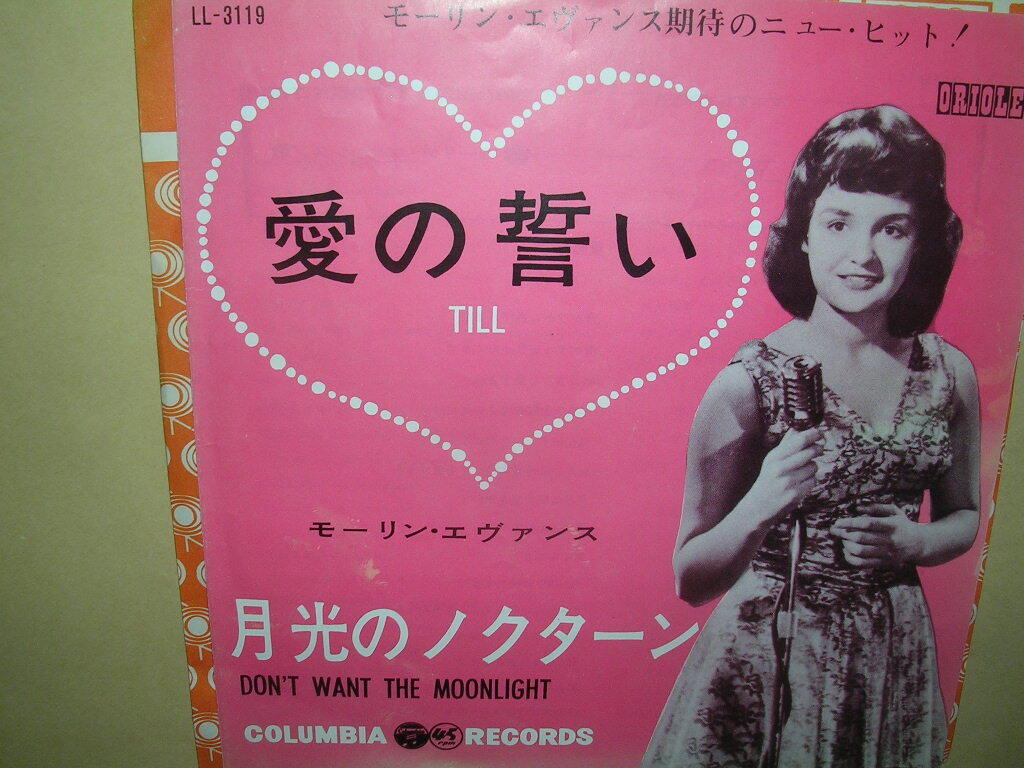 LL-3119
モーリン・エヴァンス期待のニュー・ヒット!
ORIOLE
愛の誓い
TILL
モーリン・エヴァンス
月光のノクターン
DON'T WANT THE MOONLIGHT
COLUMBIA 45 rpm RECORDS